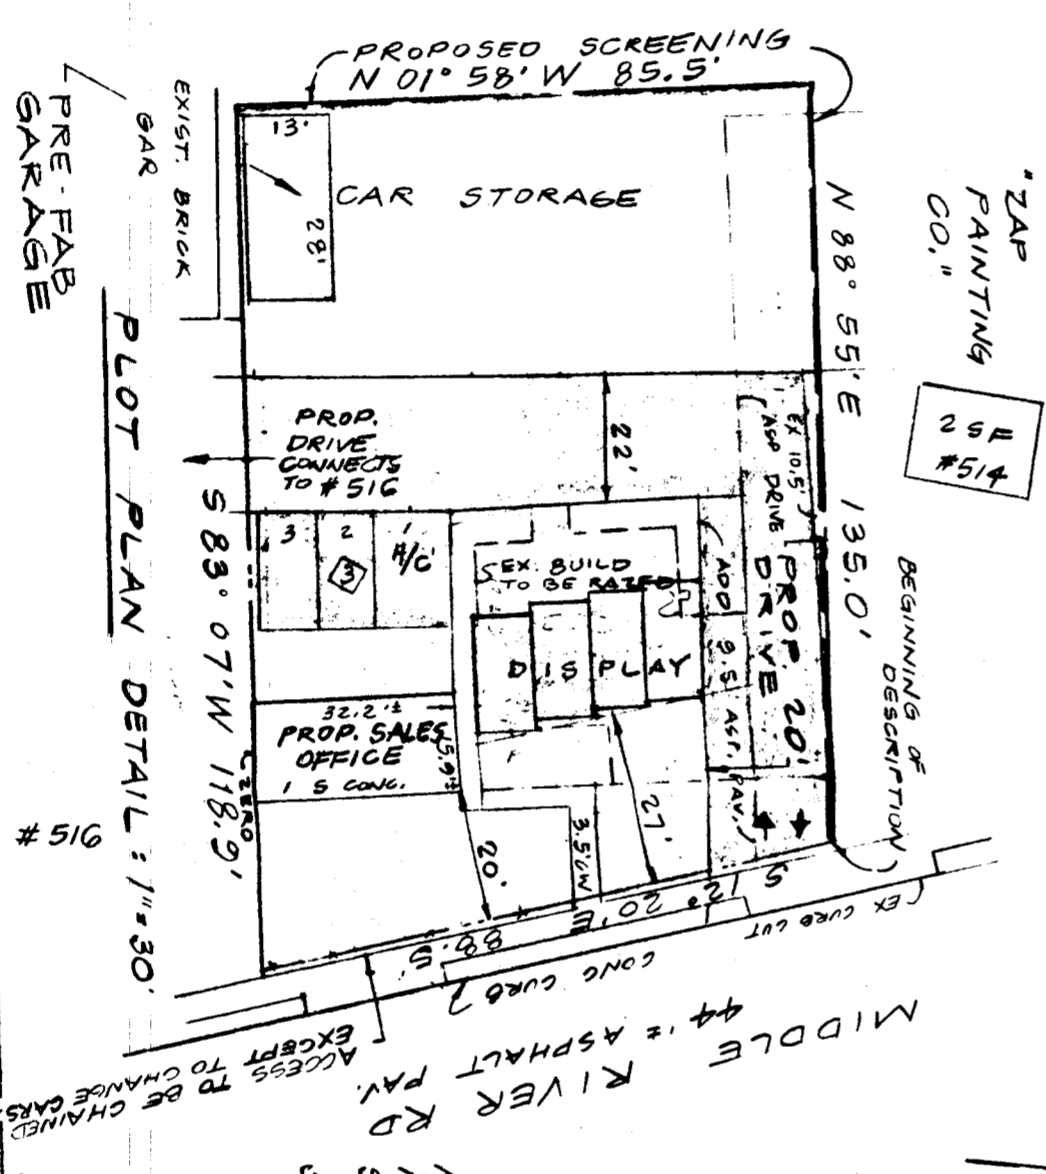 PROPOSED SCREENING
N 01° 58' W 85.5'
EXIST. BRICK
GAR
PRE-FAB
GARAGE
13'
28'
CAR STORAGE
N 88° 55' E 135.0'
"ZAP
PAINTING
CO."
2 SF
#514
PROP.
DRIVE
CONNECTS
TO #516
22'
EX 10.5'
ASP DRIVE
PROP. 20'
DRIVE
ADD 9.5' ASP. PAV.
BEGINNING OF
DESCRIPTION
3
2
1
3
H/C
EX. BUILD
TO BE RAZED
DISPLAY
S 83° 07' W 118.9'
ZERO
32.2'±
PROP. SALES
OFFICE
1 S CONC.
15.9'±
20'
3.5' CW
27'
PLOT PLAN DETAIL: 1"=30'
#516
20' E 88.5'
EX CURB CUT
CONC CURB
MIDDLE RIVER RD
44'± ASPHALT PAV.
ACCESS TO BE CHAINED
EXCEPT TO CHANGE CARS.